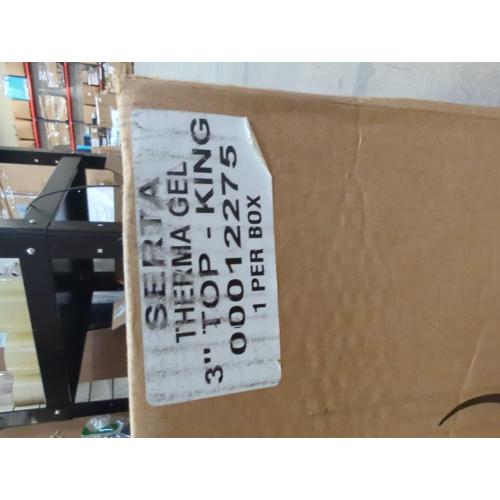 SERTA
THERMA GEL
3" TOP - KING
00012275
1 PER BOX